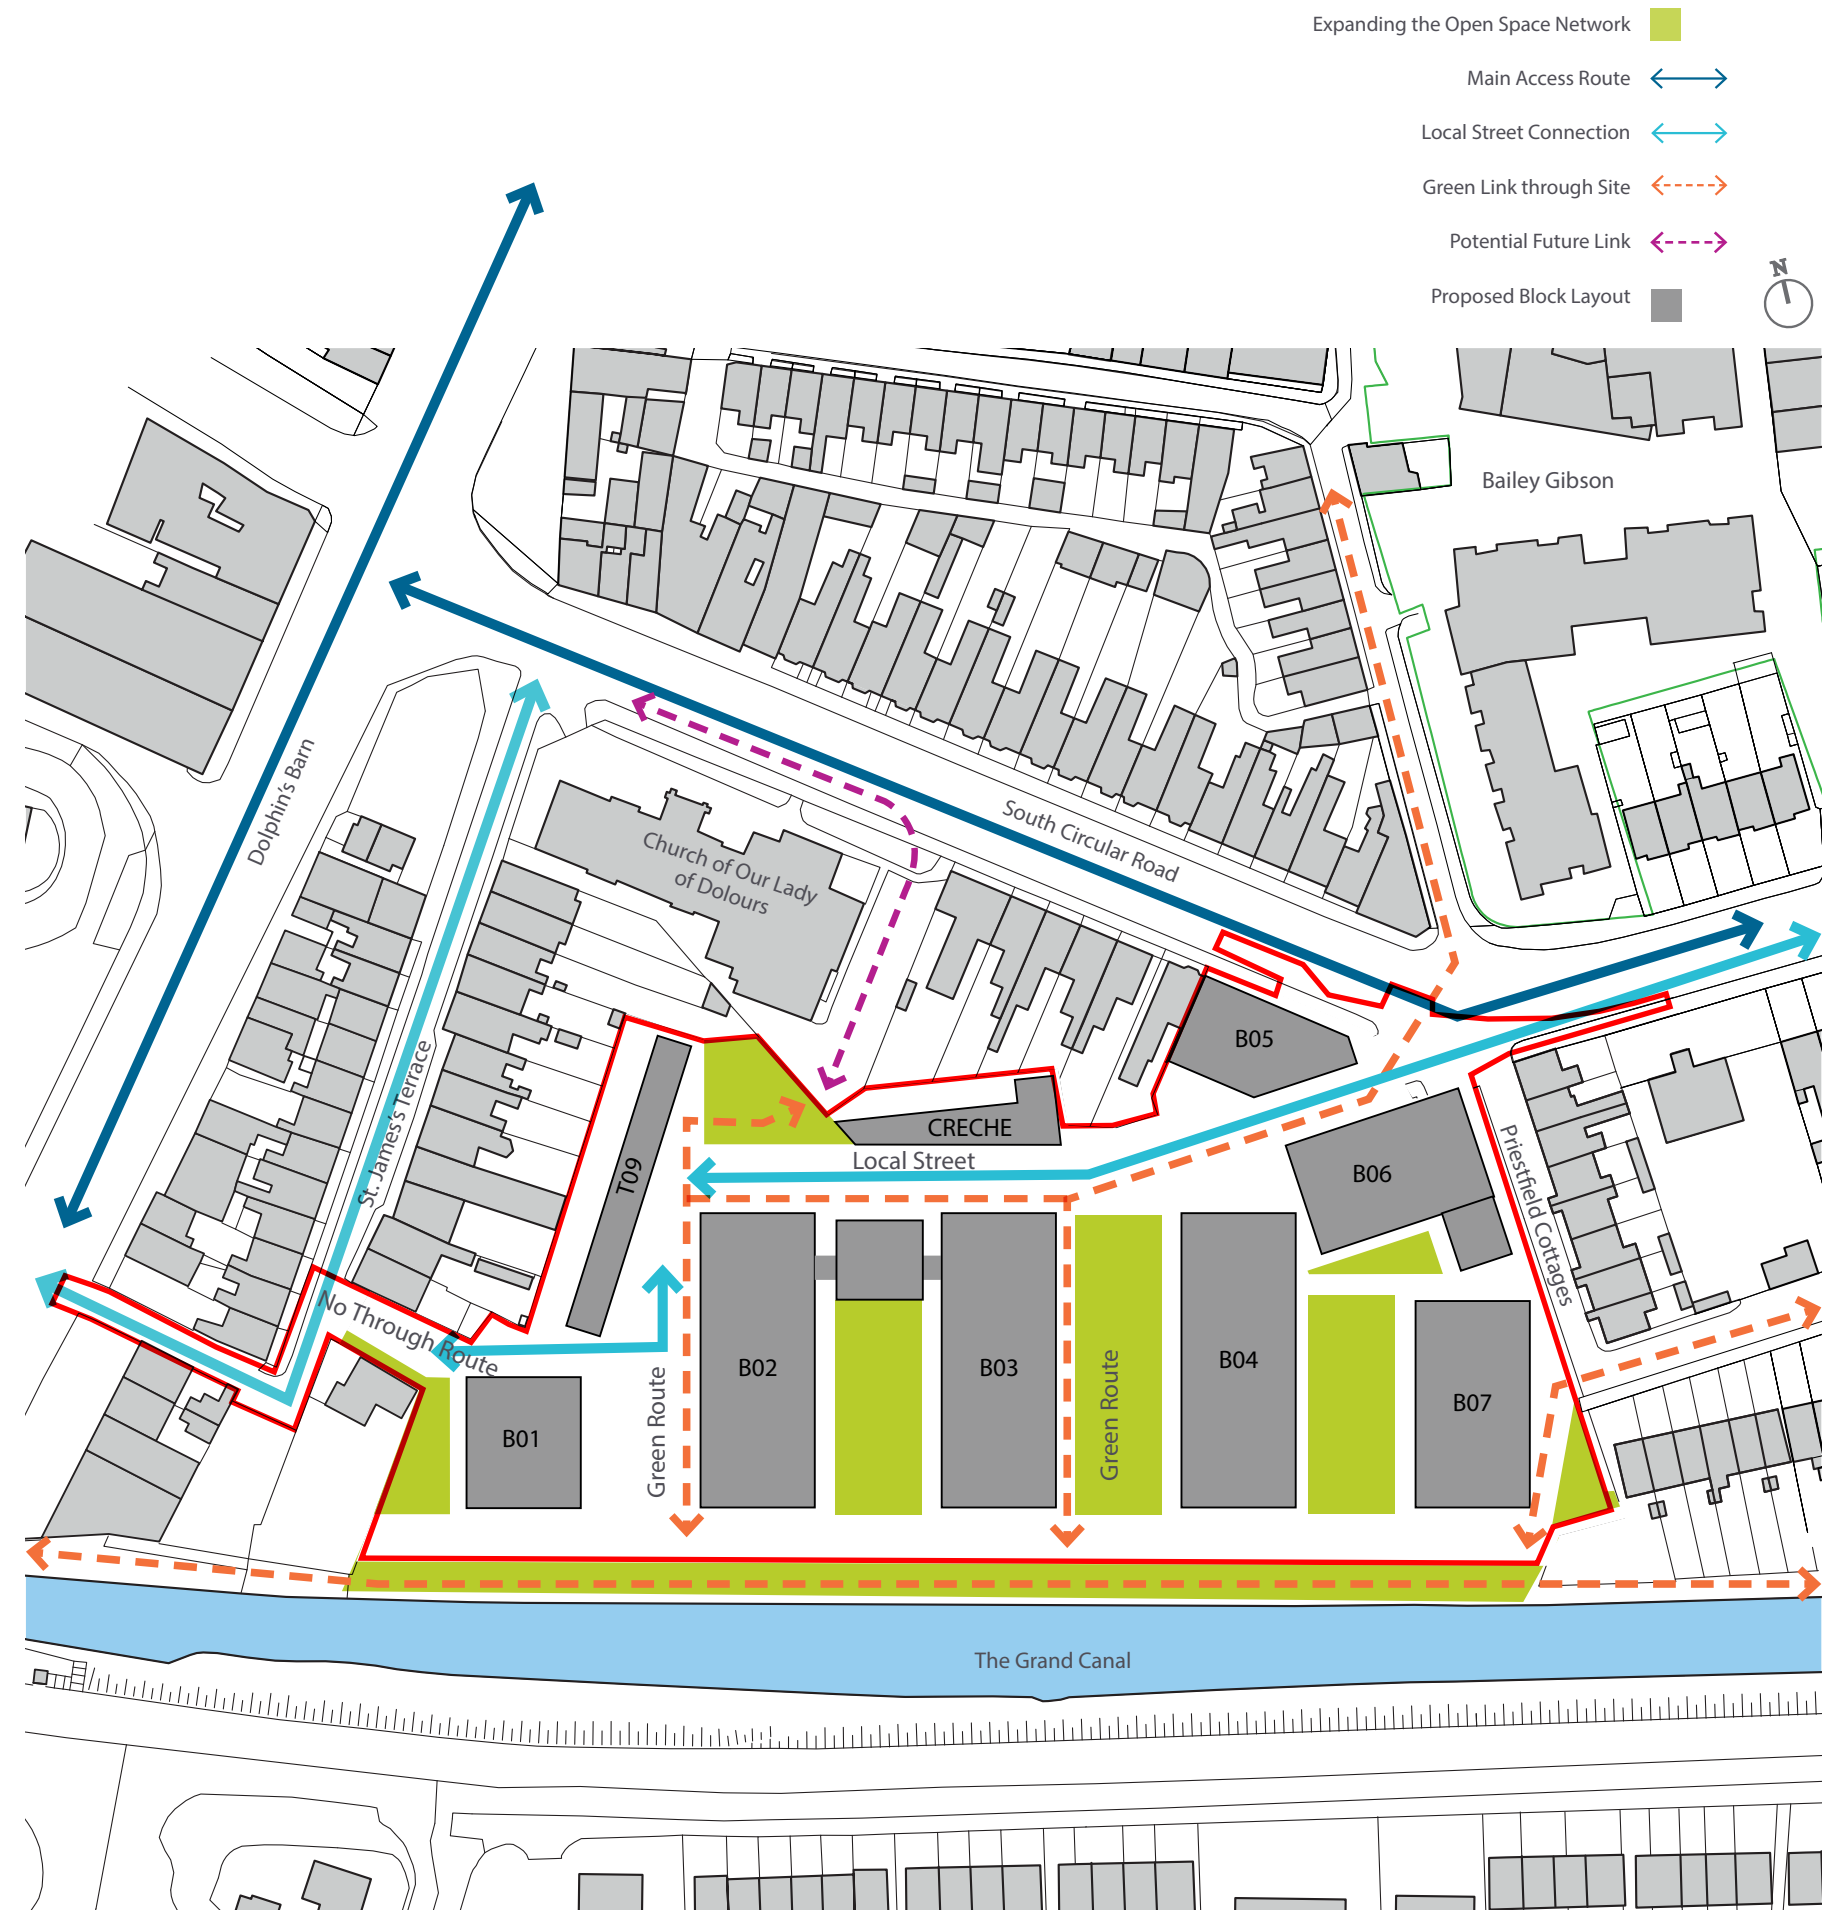 Expanding the Open Space Network
Main Access Route
Local Street Connection
Green Link through Site
Potential Future Link
Proposed Block Layout
N
Bailey Gibson
Dolphin's Barn
South Circular Road
Church of Our Lady
of Dolours
St. James's Terrace
B05
CRECHE
Local Street
T09
B06
Priestfield Cottages
No Through Route
B02
B03
B04
B07
B01
Green Route
Green Route
The Grand Canal